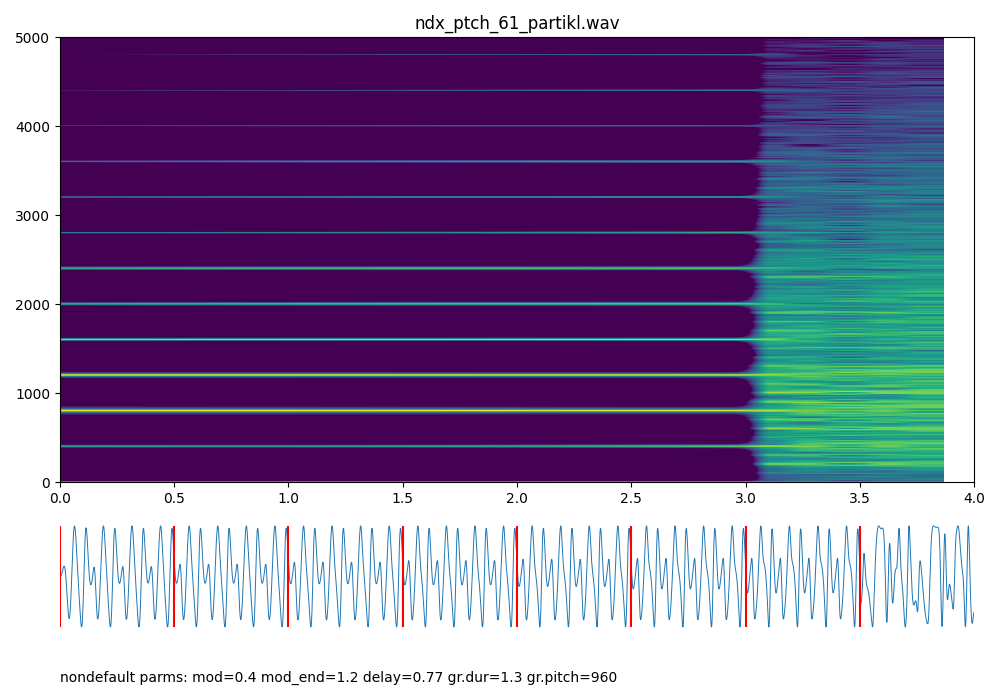 ndx_ptch_61_partikl.wav
5000
4000
3000
2000
1000
0
0.0 0.5 1.0 1.5 2.0 2.5 3.0 3.5 4.0
nondefault parms: mod=0.4 mod_end=1.2 delay=0.77 gr.dur=1.3 gr.pitch=960